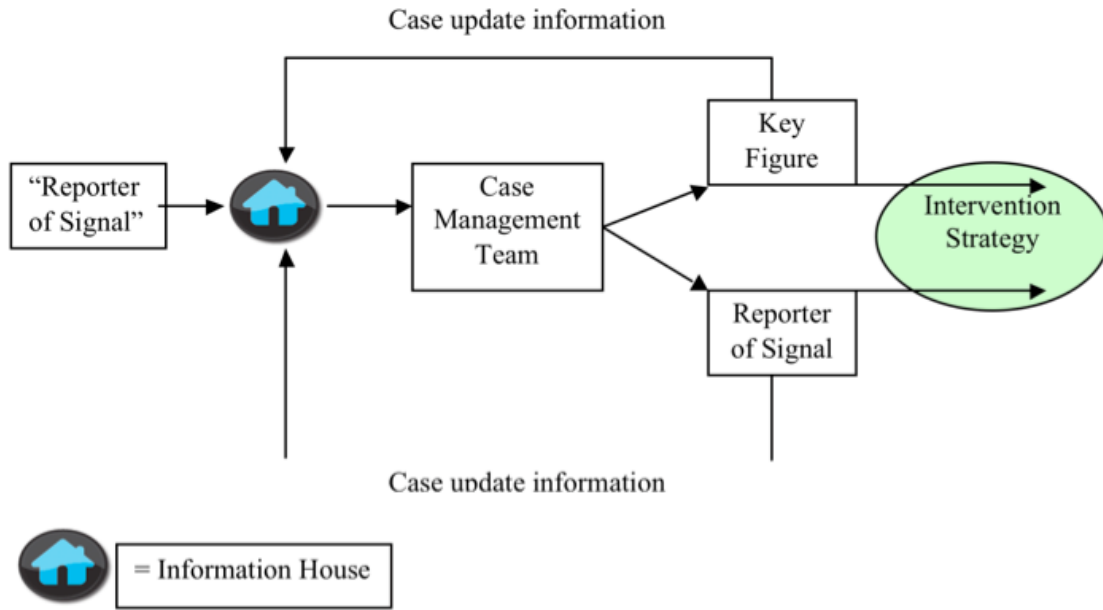 Case update information
Key
Figure
“Reporter
of Signal”
Case
Management
Team
Intervention
Strategy
Reporter
of Signal
Case update information
= Information House